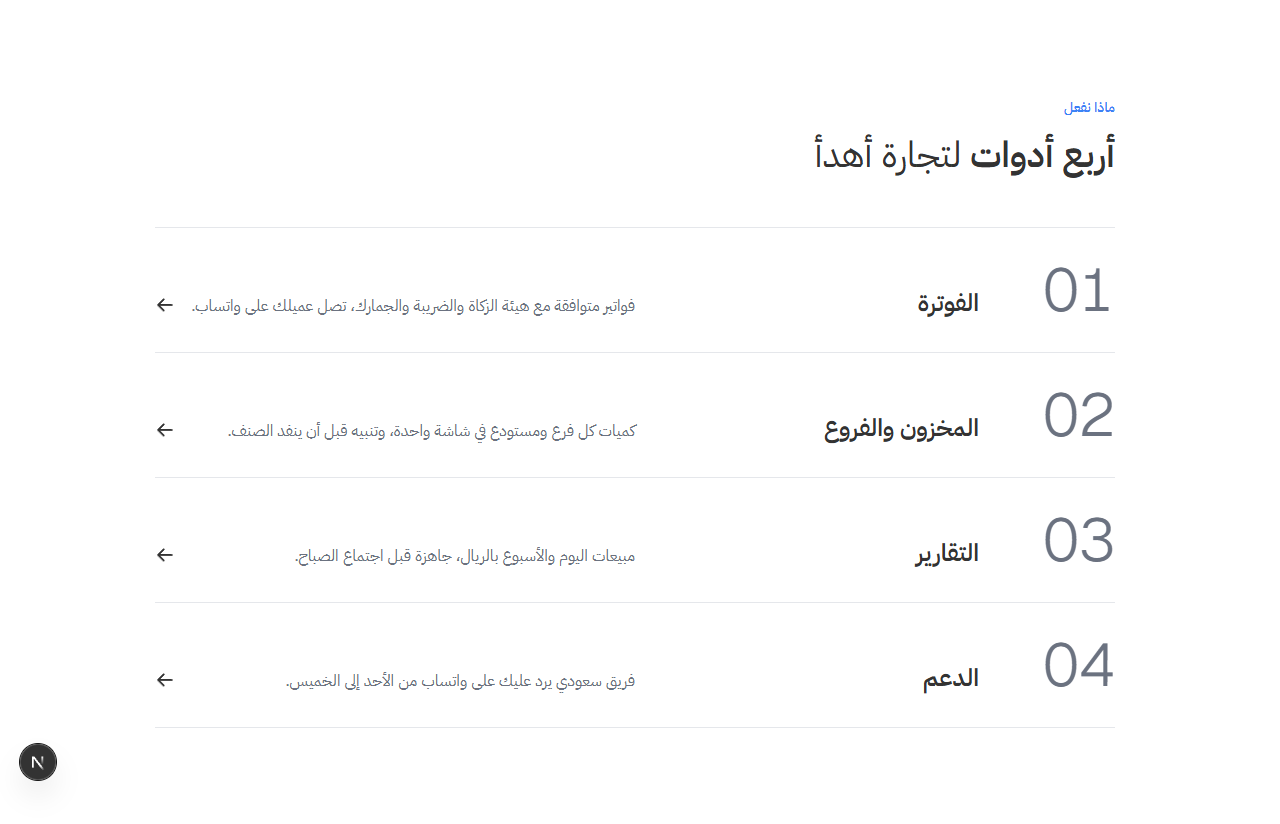 ماذا نفعل
أربع أدوات لتجارة أهدأ
01
الفوترة
فواتير متوافقة مع هيئة الزكاة والضريبة والجمارك، تصل عميلك على واتساب.
02
المخزون والفروع
كميات كل فرع ومستودع في شاشة واحدة، وتنبيه قبل أن ينفد الصنف.
03
التقارير
مبيعات اليوم والأسبوع بالريال، جاهزة قبل اجتماع الصباح.
04
الدعم
فريق سعودي يرد عليك على واتساب من الأحد إلى الخميس.
N